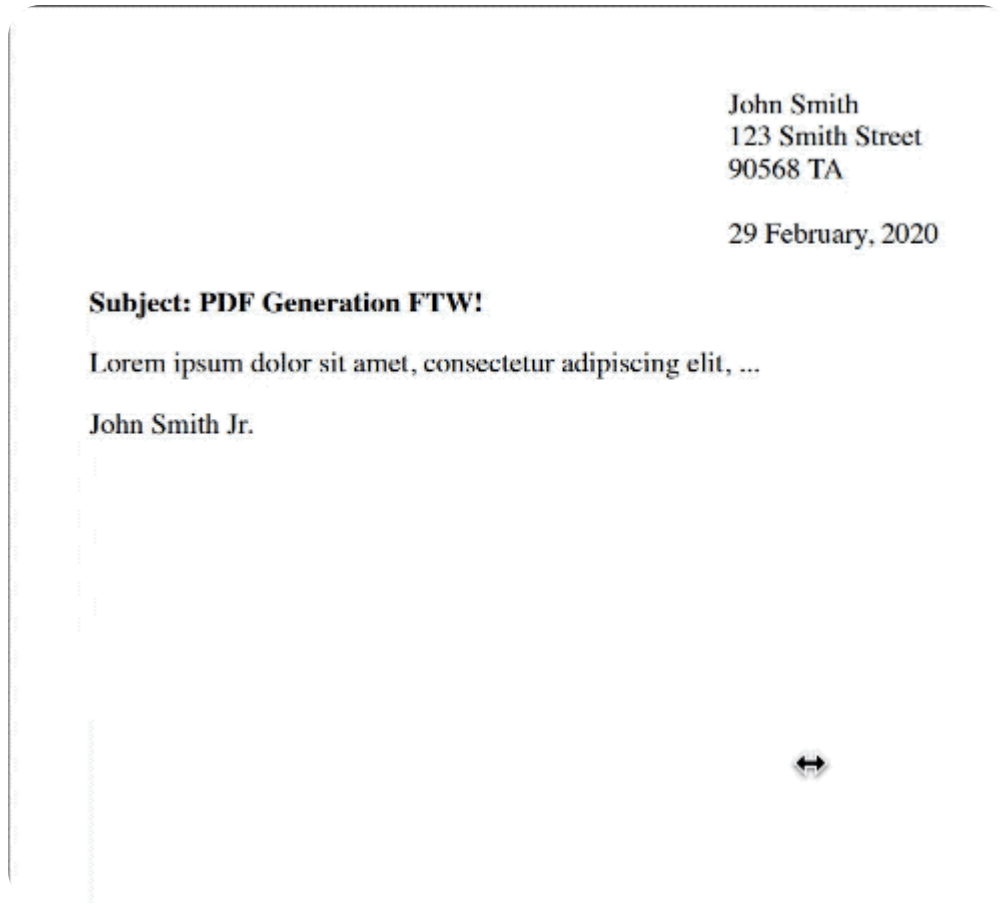 John Smith
123 Smith Street
90568 TA
29 February, 2020
Subject: PDF Generation FTW!
Lorem ipsum dolor sit amet, consectetur adipiscing elit, ...
John Smith Jr.